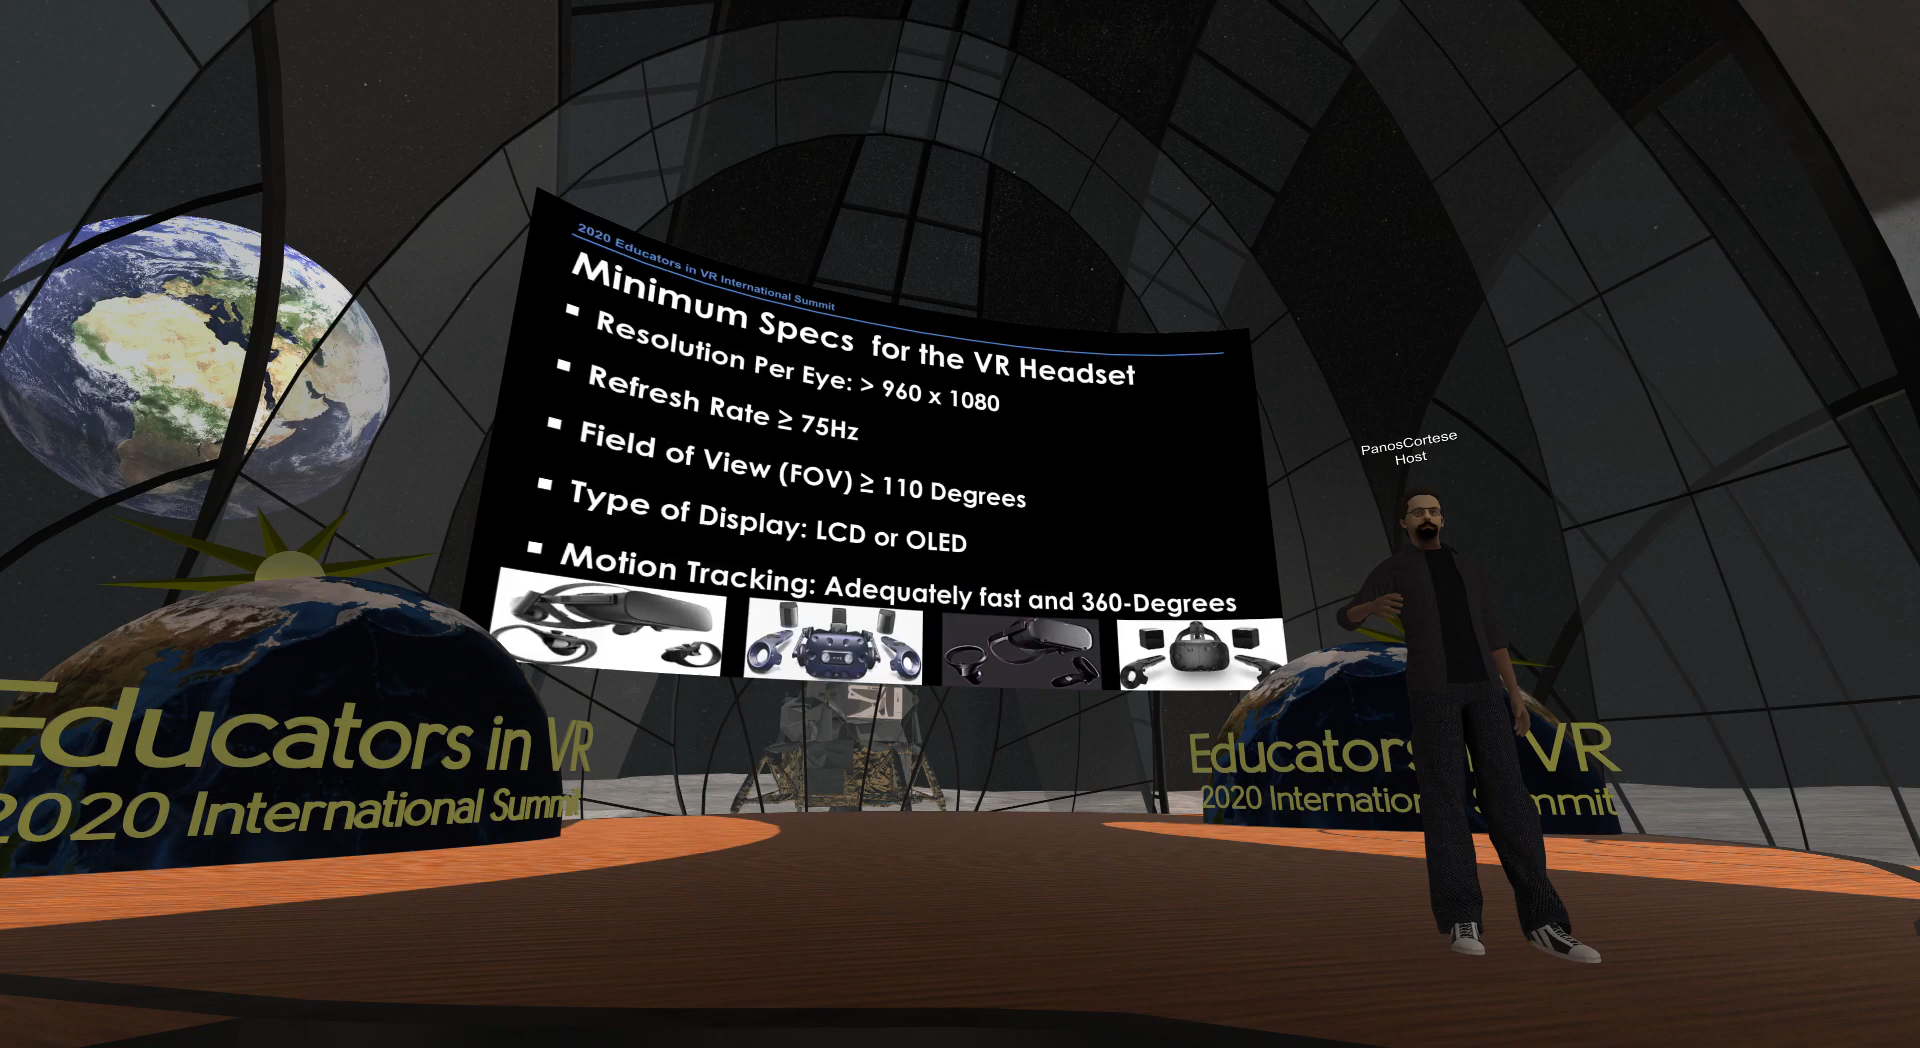 2020 Educators in VR International Summit
Minimum Specs for the VR Headset
▪ Resolution Per Eye: > 960 x 1080
▪ Refresh Rate ≥ 75Hz
▪ Field of View (FOV) ≥ 110 Degrees
▪ Type of Display: LCD or OLED
▪ Motion Tracking: Adequately fast and 360-Degrees
PanosCortese
Host
Educators in VR
2020 International Summit
Educators VR
2020 Internation mmit